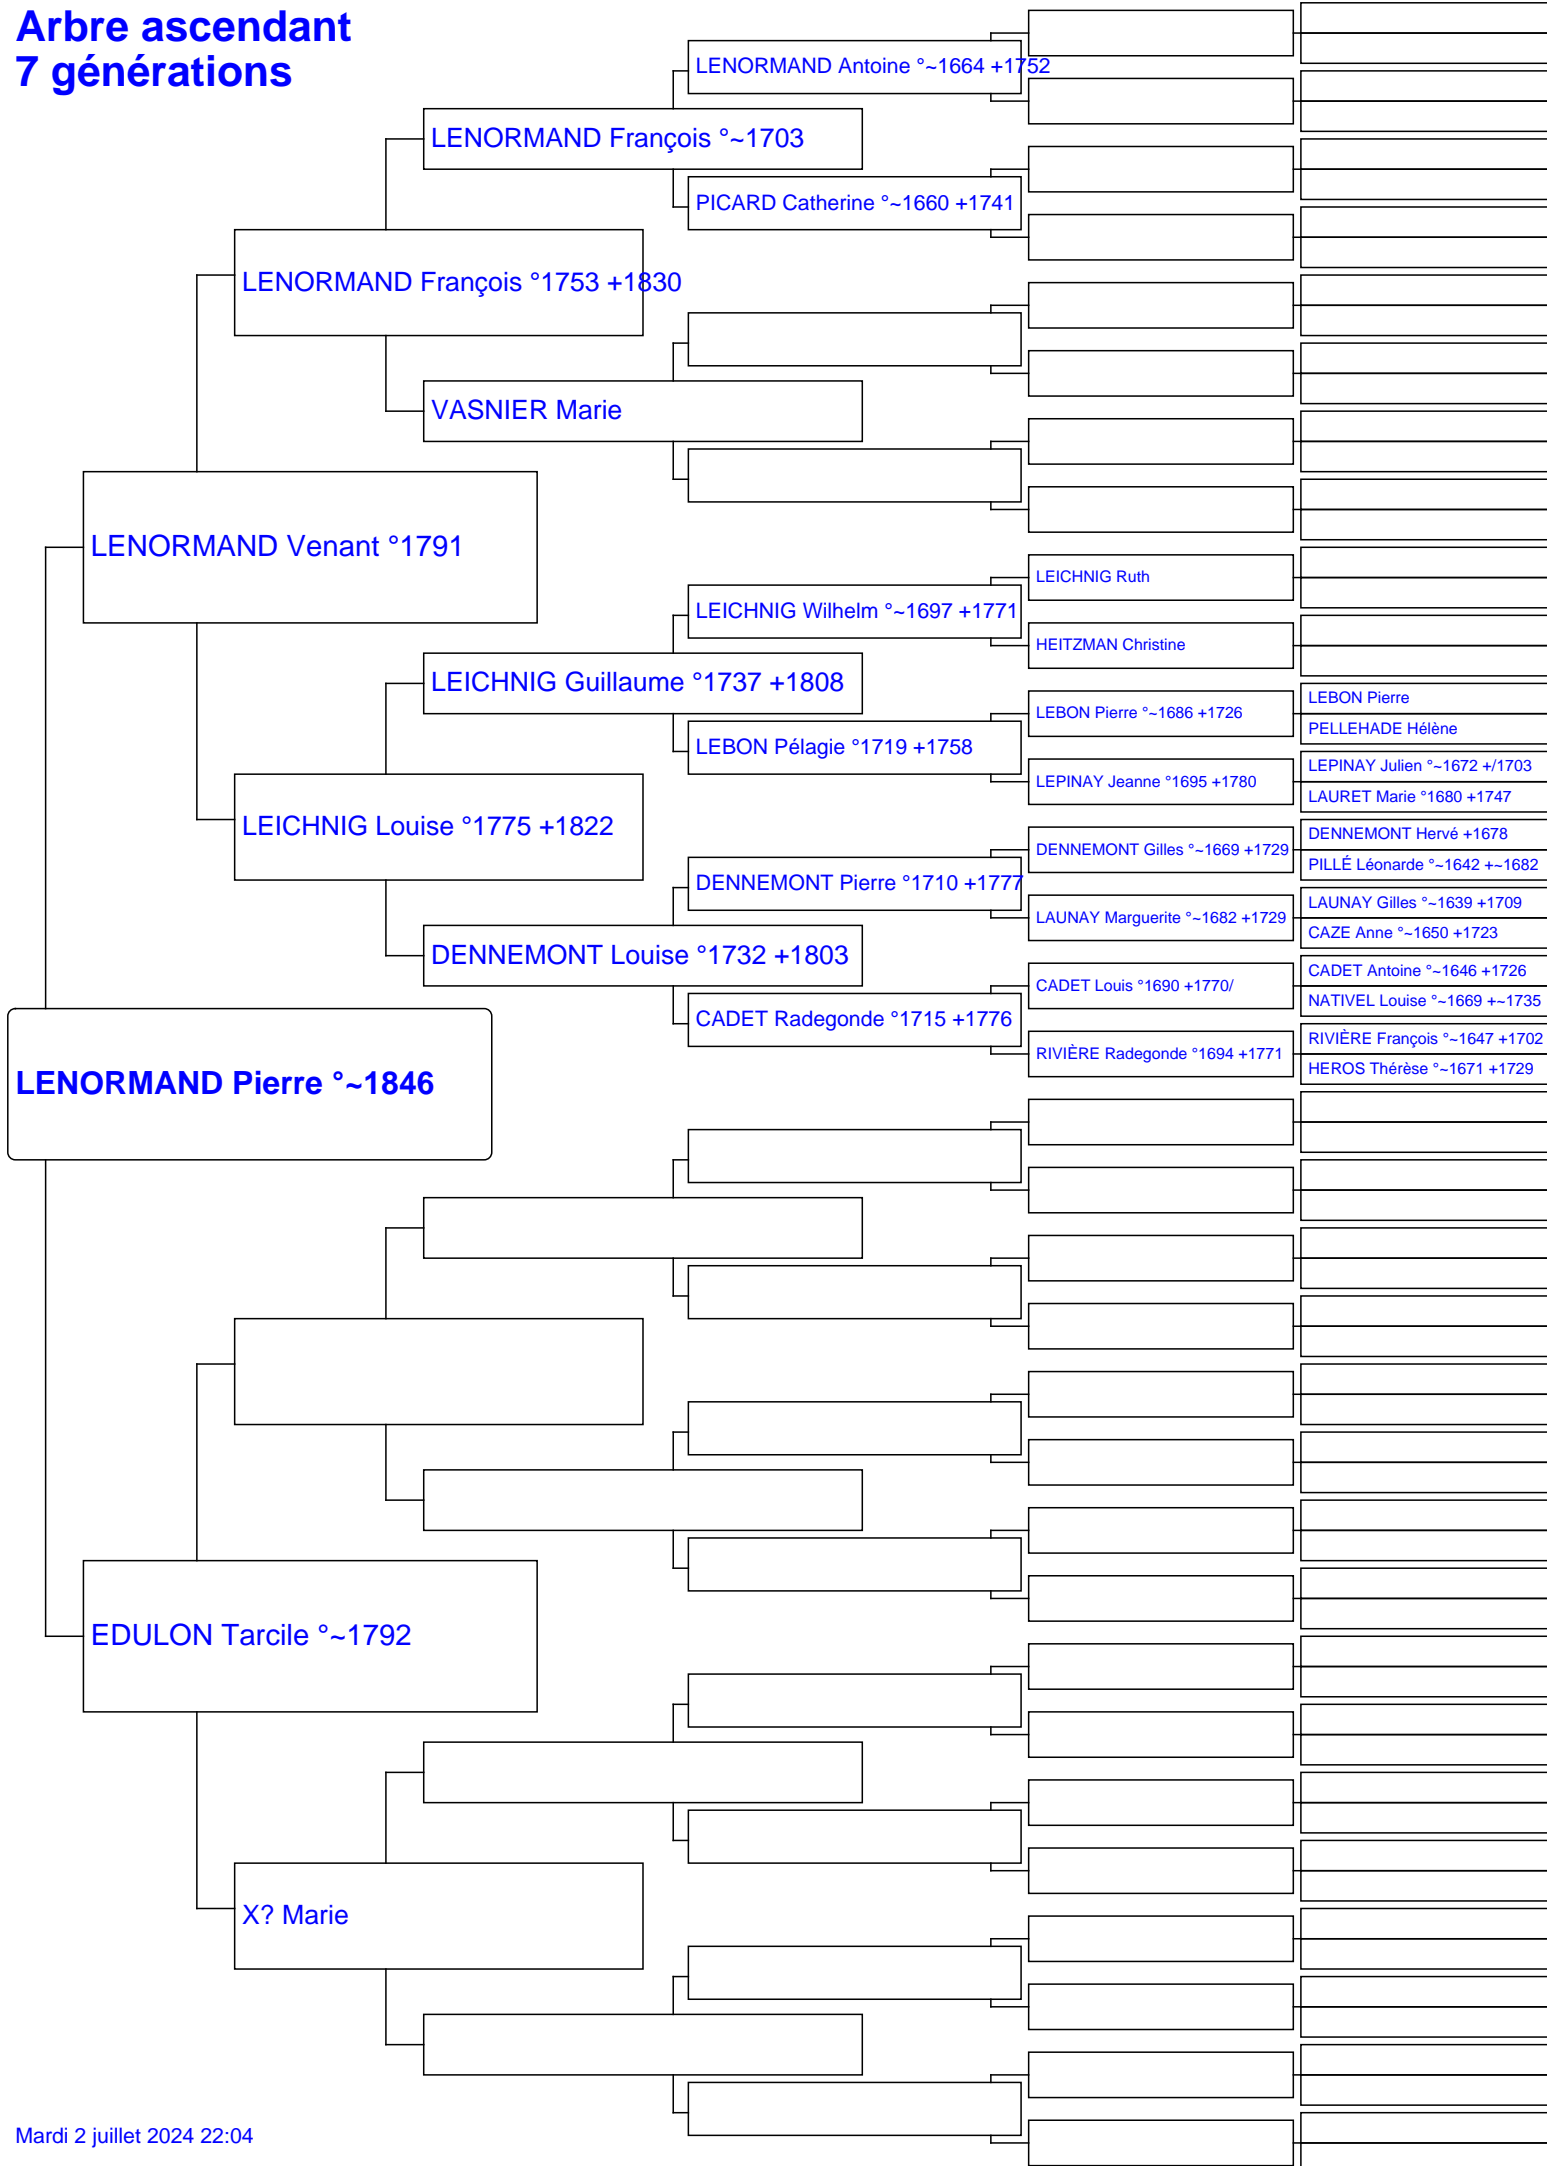 Arbre ascendant
7 générations
LENORMAND Antoine °~1664 +1752
LENORMAND François °~1703
PICARD Catherine °~1660 +1741
LENORMAND François °1753 +1830
VASNIER Marie
LENORMAND Venant °1791
LEICHNIG Ruth
LEICHNIG Wilhelm °~1697 +1771
HEITZMAN Christine
LEICHNIG Guillaume °1737 +1808
LEBON Pierre
LEBON Pierre °~1686 +1726
PELLEHADE Hélène
LEBON Pélagie °1719 +1758
LEPINAY Julien °~1672 +/1703
LEPINAY Jeanne °1695 +1780
LAURET Marie °1680 +1747
LEICHNIG Louise °1775 +1822
DENNEMONT Hervé +1678
DENNEMONT Gilles °~1669 +1729
PILLÉ Léonarde °~1642 +~1682
DENNEMONT Pierre °1710 +1777
LAUNAY Gilles °~1639 +1709
LAUNAY Marguerite °~1682 +1729
CAZE Anne °~1650 +1723
DENNEMONT Louise °1732 +1803
CADET Antoine °~1646 +1726
CADET Louis °1690 +1770/
NATIVEL Louise °~1669 +~1735
CADET Radegonde °1715 +1776
RIVIÈRE François °~1647 +1702
RIVIÈRE Radegonde °1694 +1771
HEROS Thérèse °~1671 +1729
LENORMAND Pierre °~1846
EDULON Tarcile °~1792
X? Marie
Mardi 2 juillet 2024 22:04